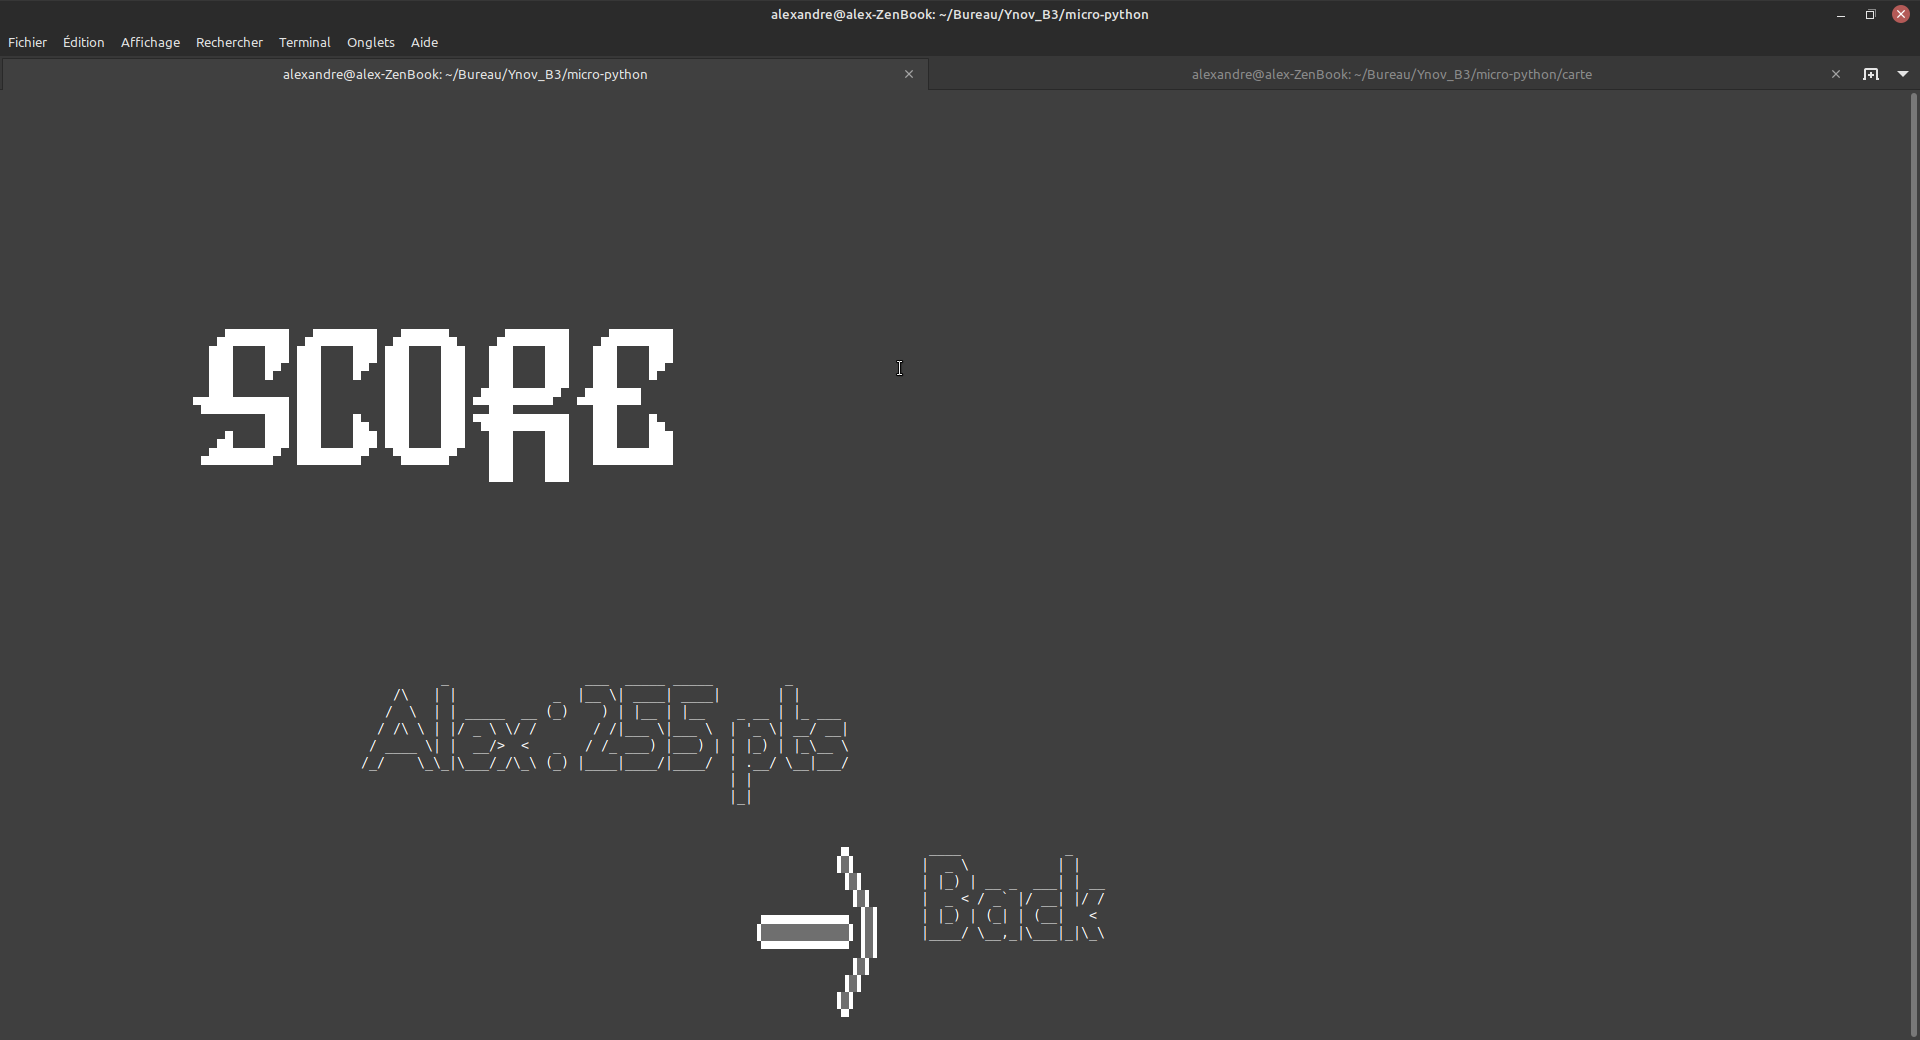 alexandre@alex-ZenBook: ~/Bureau/Ynov_B3/micro-python
Fichier Édition Affichage Rechercher Terminal Onglets Aide
alexandre@alex-ZenBook: ~/Bureau/Ynov_B3/micro-python alexandre@alex-ZenBook: ~/Bureau/Ynov_B3/micro-python/carte
SCORE
Alex: 255 pts
Back